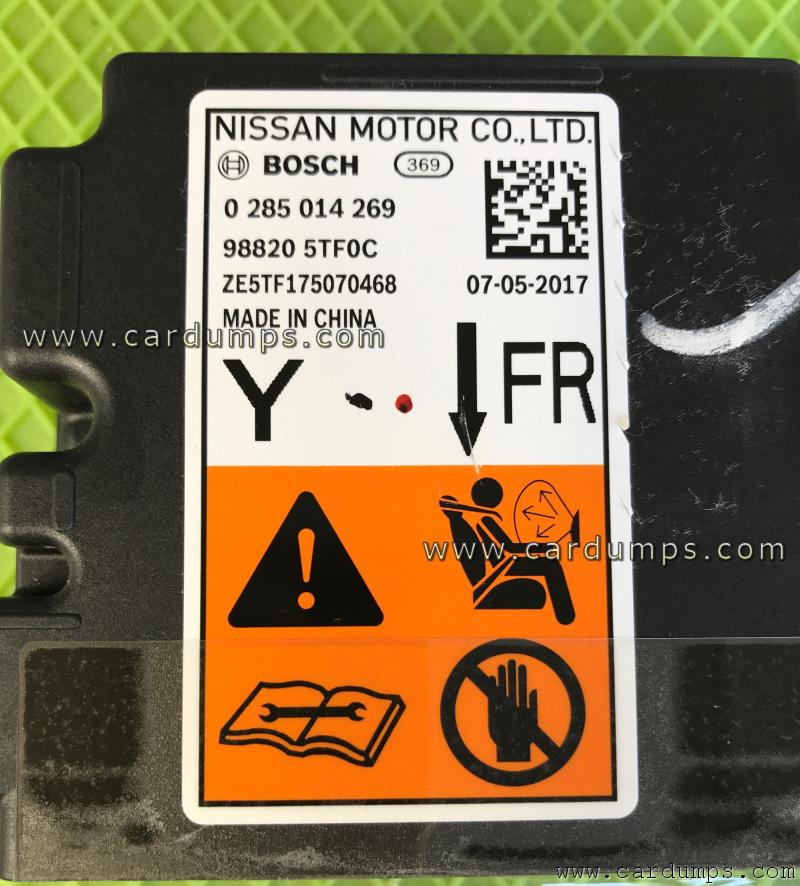 NISSAN MOTOR CO.,LTD.
BOSCH 369
0 285 014 269
98820 5TF0C
ZE5TF175070468 07-05-2017
MADE IN CHINA
www.cardumps.com
Y FR
www.cardumps.com
www.cardumps.com